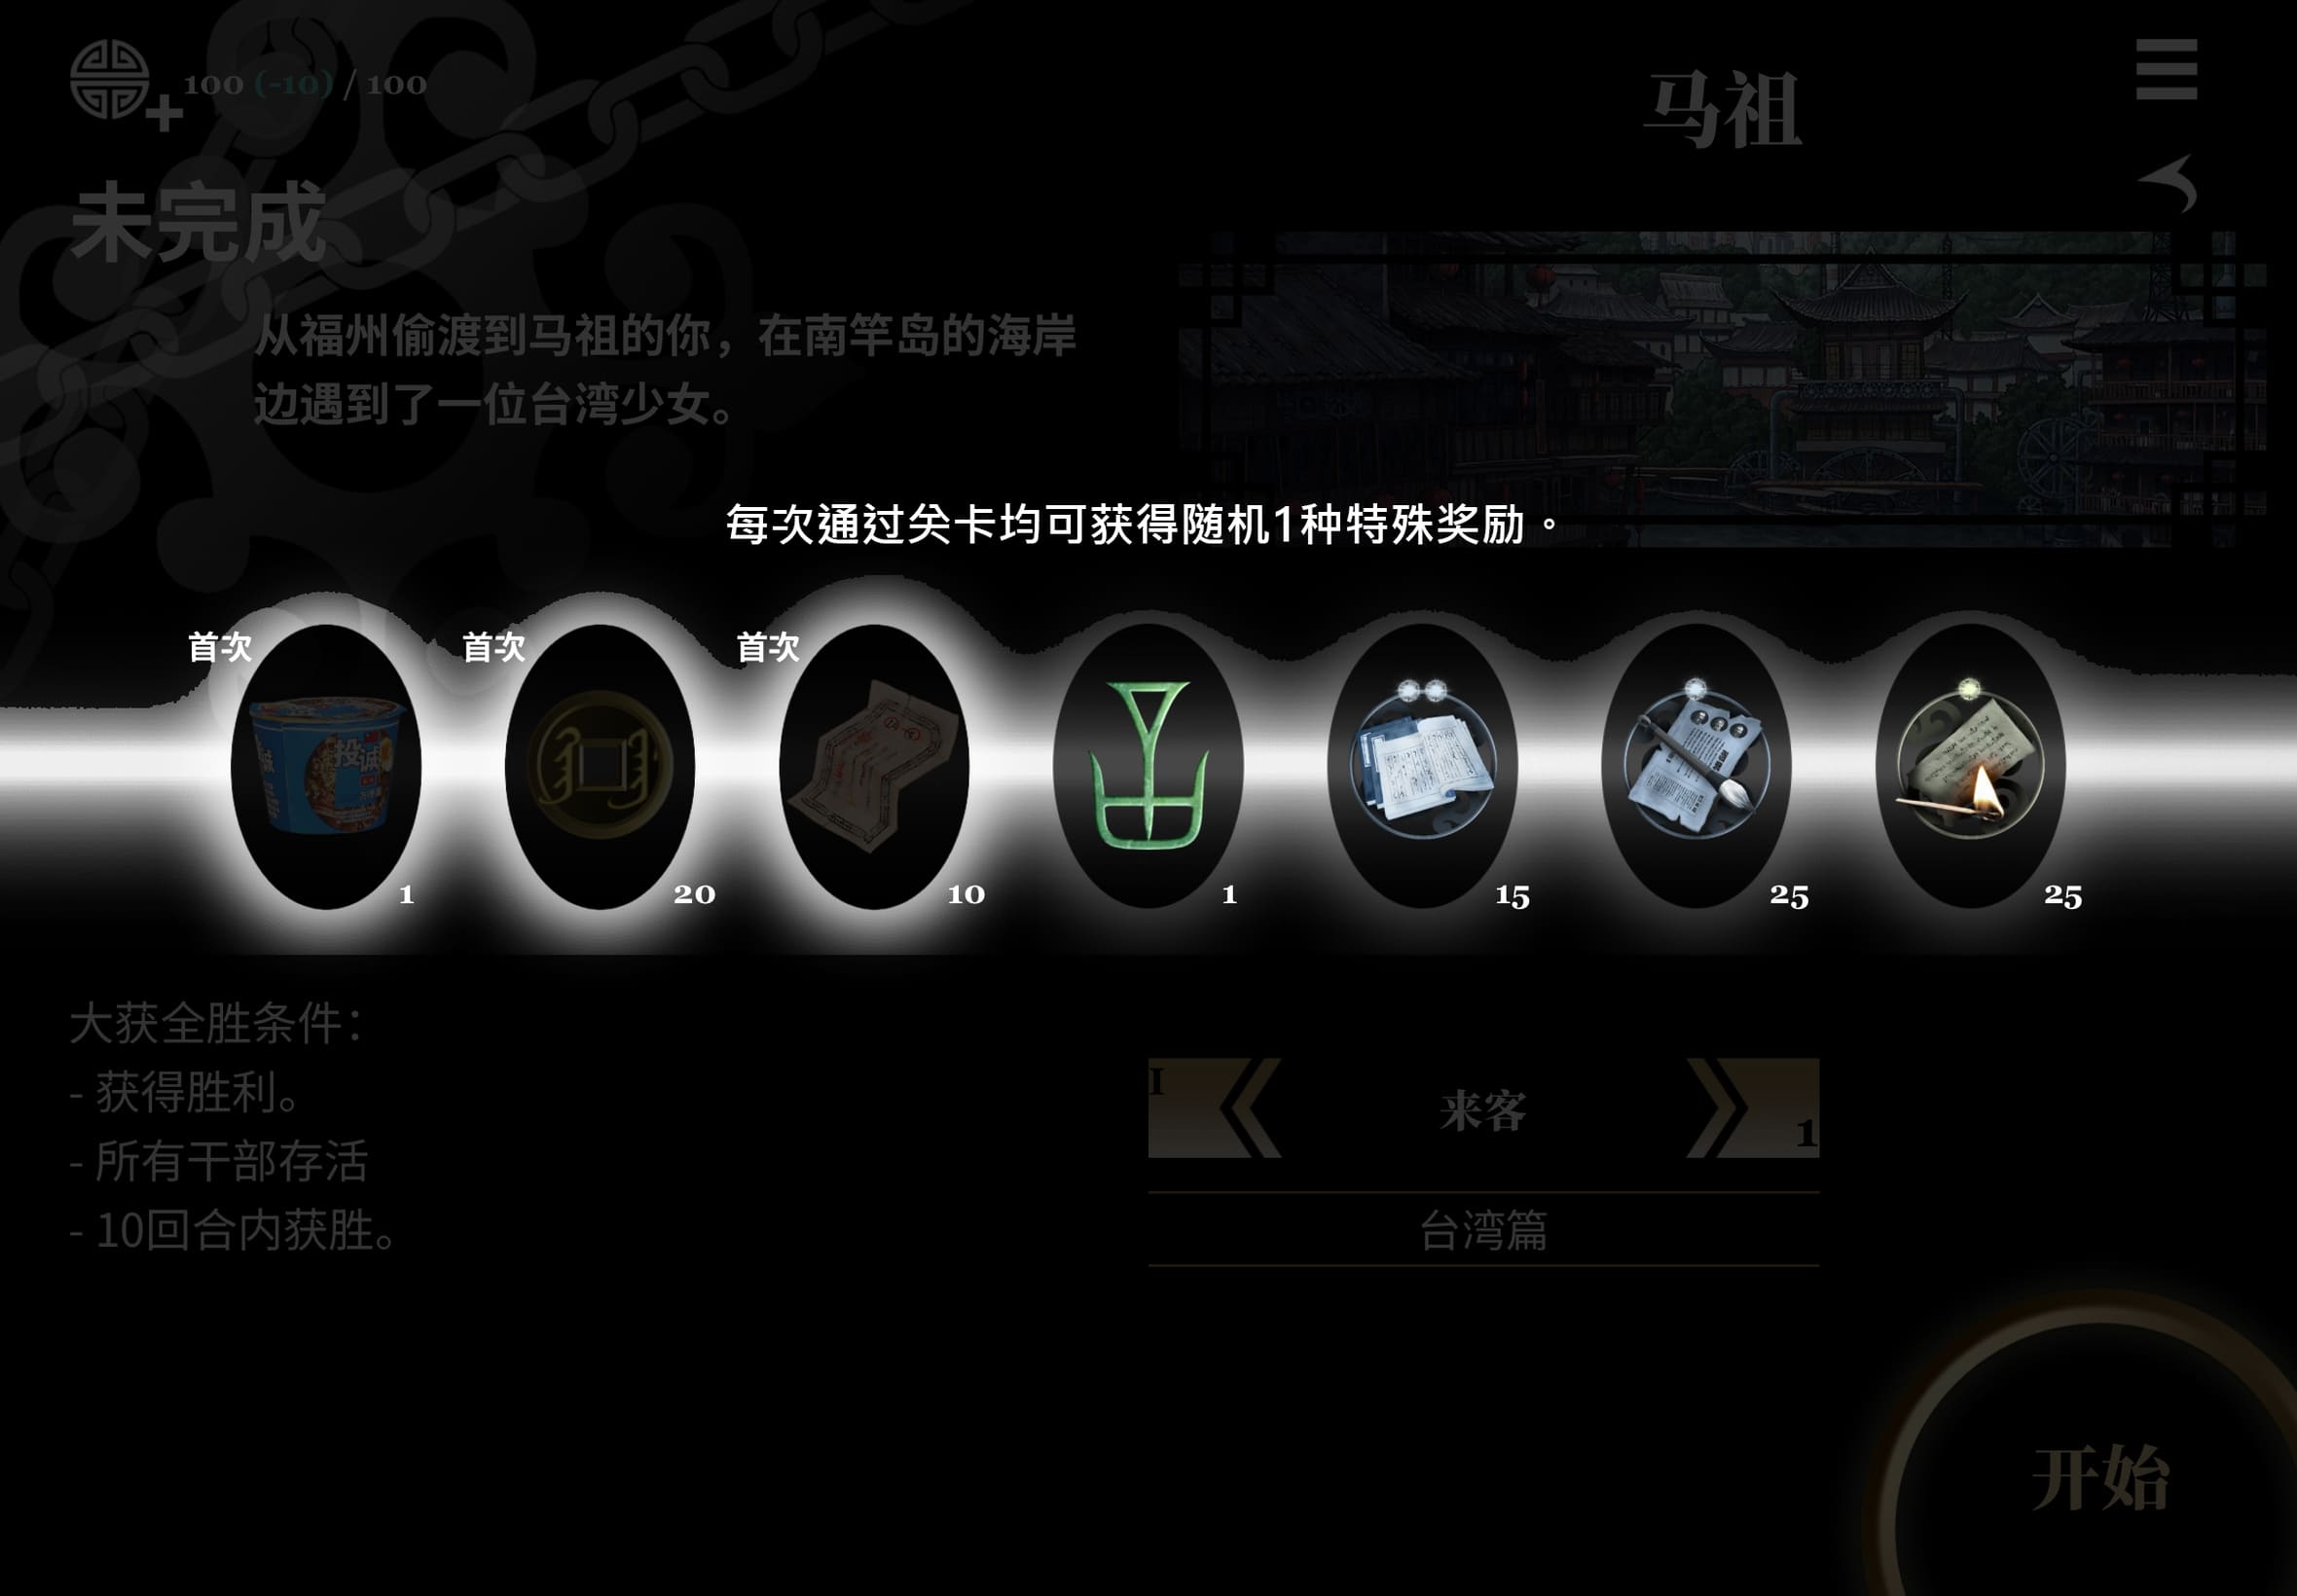 100 (-10) / 100
马祖
未完成
从福州偷渡到马祖的你，在南竿岛的海岸
边遇到了一位台湾少女。
每次通过关卡均可获得随机1种特殊奖励。
首次
首次
首次
投诚
1
20
10
1
15
25
25
大获全胜条件：
- 获得胜利。
- 所有干部存活
- 10回合内获胜。
I
来客
1
台湾篇
开始